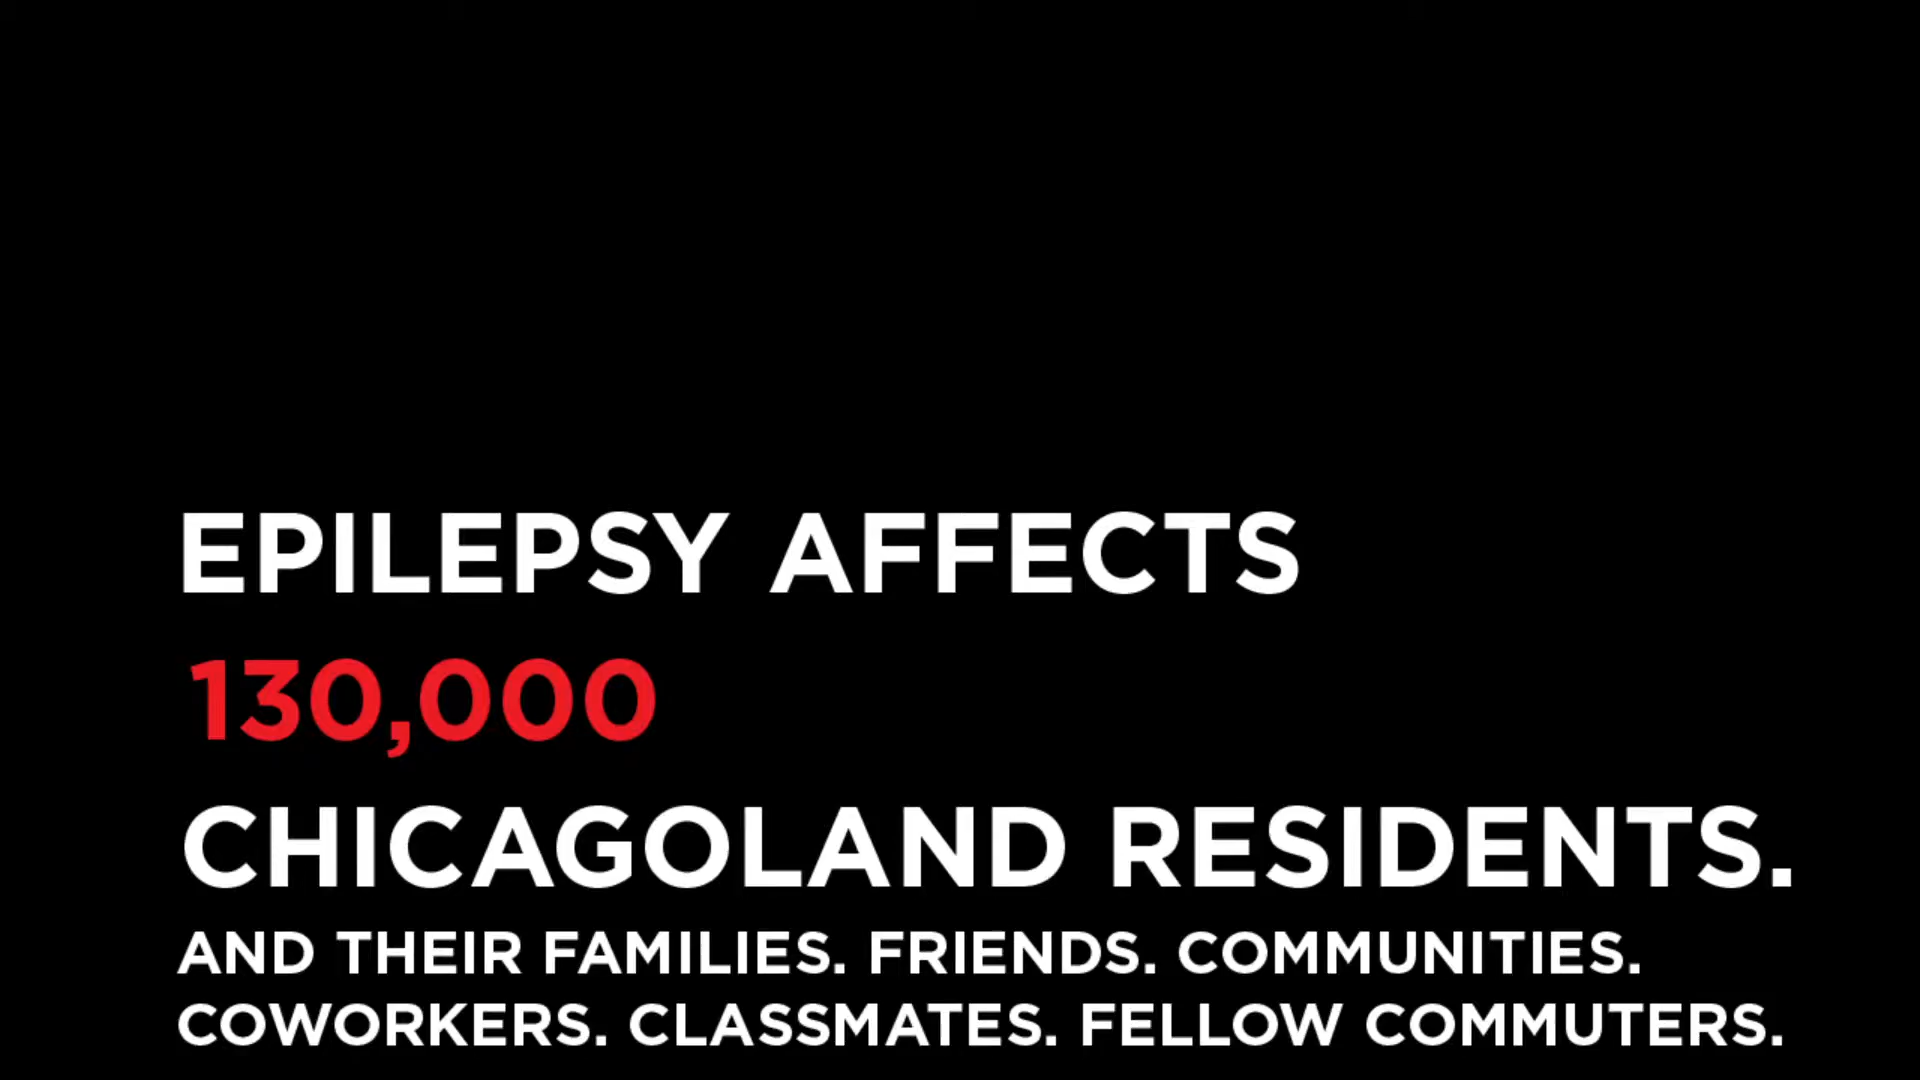 EPILEPSY AFFECTS
130,000
CHICAGOLAND RESIDENTS.
AND THEIR FAMILIES. FRIENDS. COMMUNITIES.
COWORKERS. CLASSMATES. FELLOW COMMUTERS.